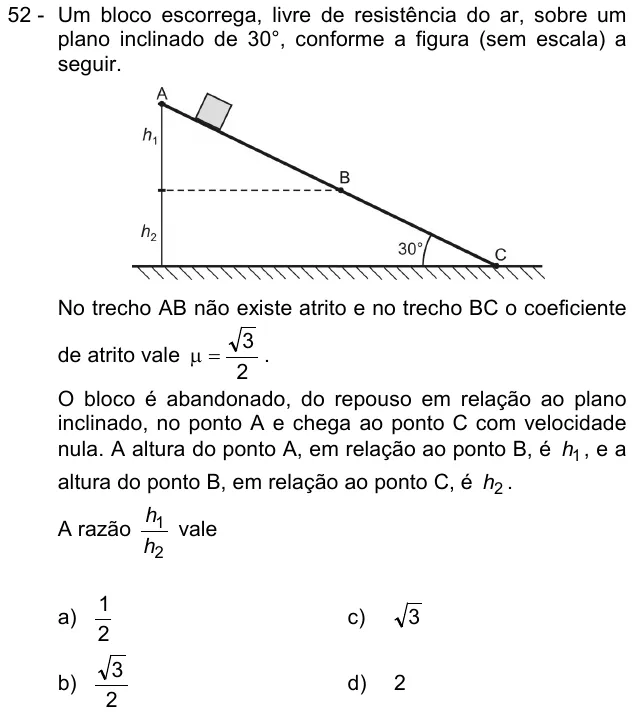 52 - Um bloco escorrega, livre de resistência do ar, sobre um
plano inclinado de 30°, conforme a figura (sem escala) a
seguir.
A
h₁
B
h₂
30°
C
No trecho AB não existe atrito e no trecho BC o coeficiente
de atrito vale μ = √3/2 .
O bloco é abandonado, do repouso em relação ao plano
inclinado, no ponto A e chega ao ponto C com velocidade
nula. A altura do ponto A, em relação ao ponto B, é h₁, e a
altura do ponto B, em relação ao ponto C, é h₂.
A razão h₁/h₂ vale
a) 1/2
c) √3
b) √3/2
d) 2